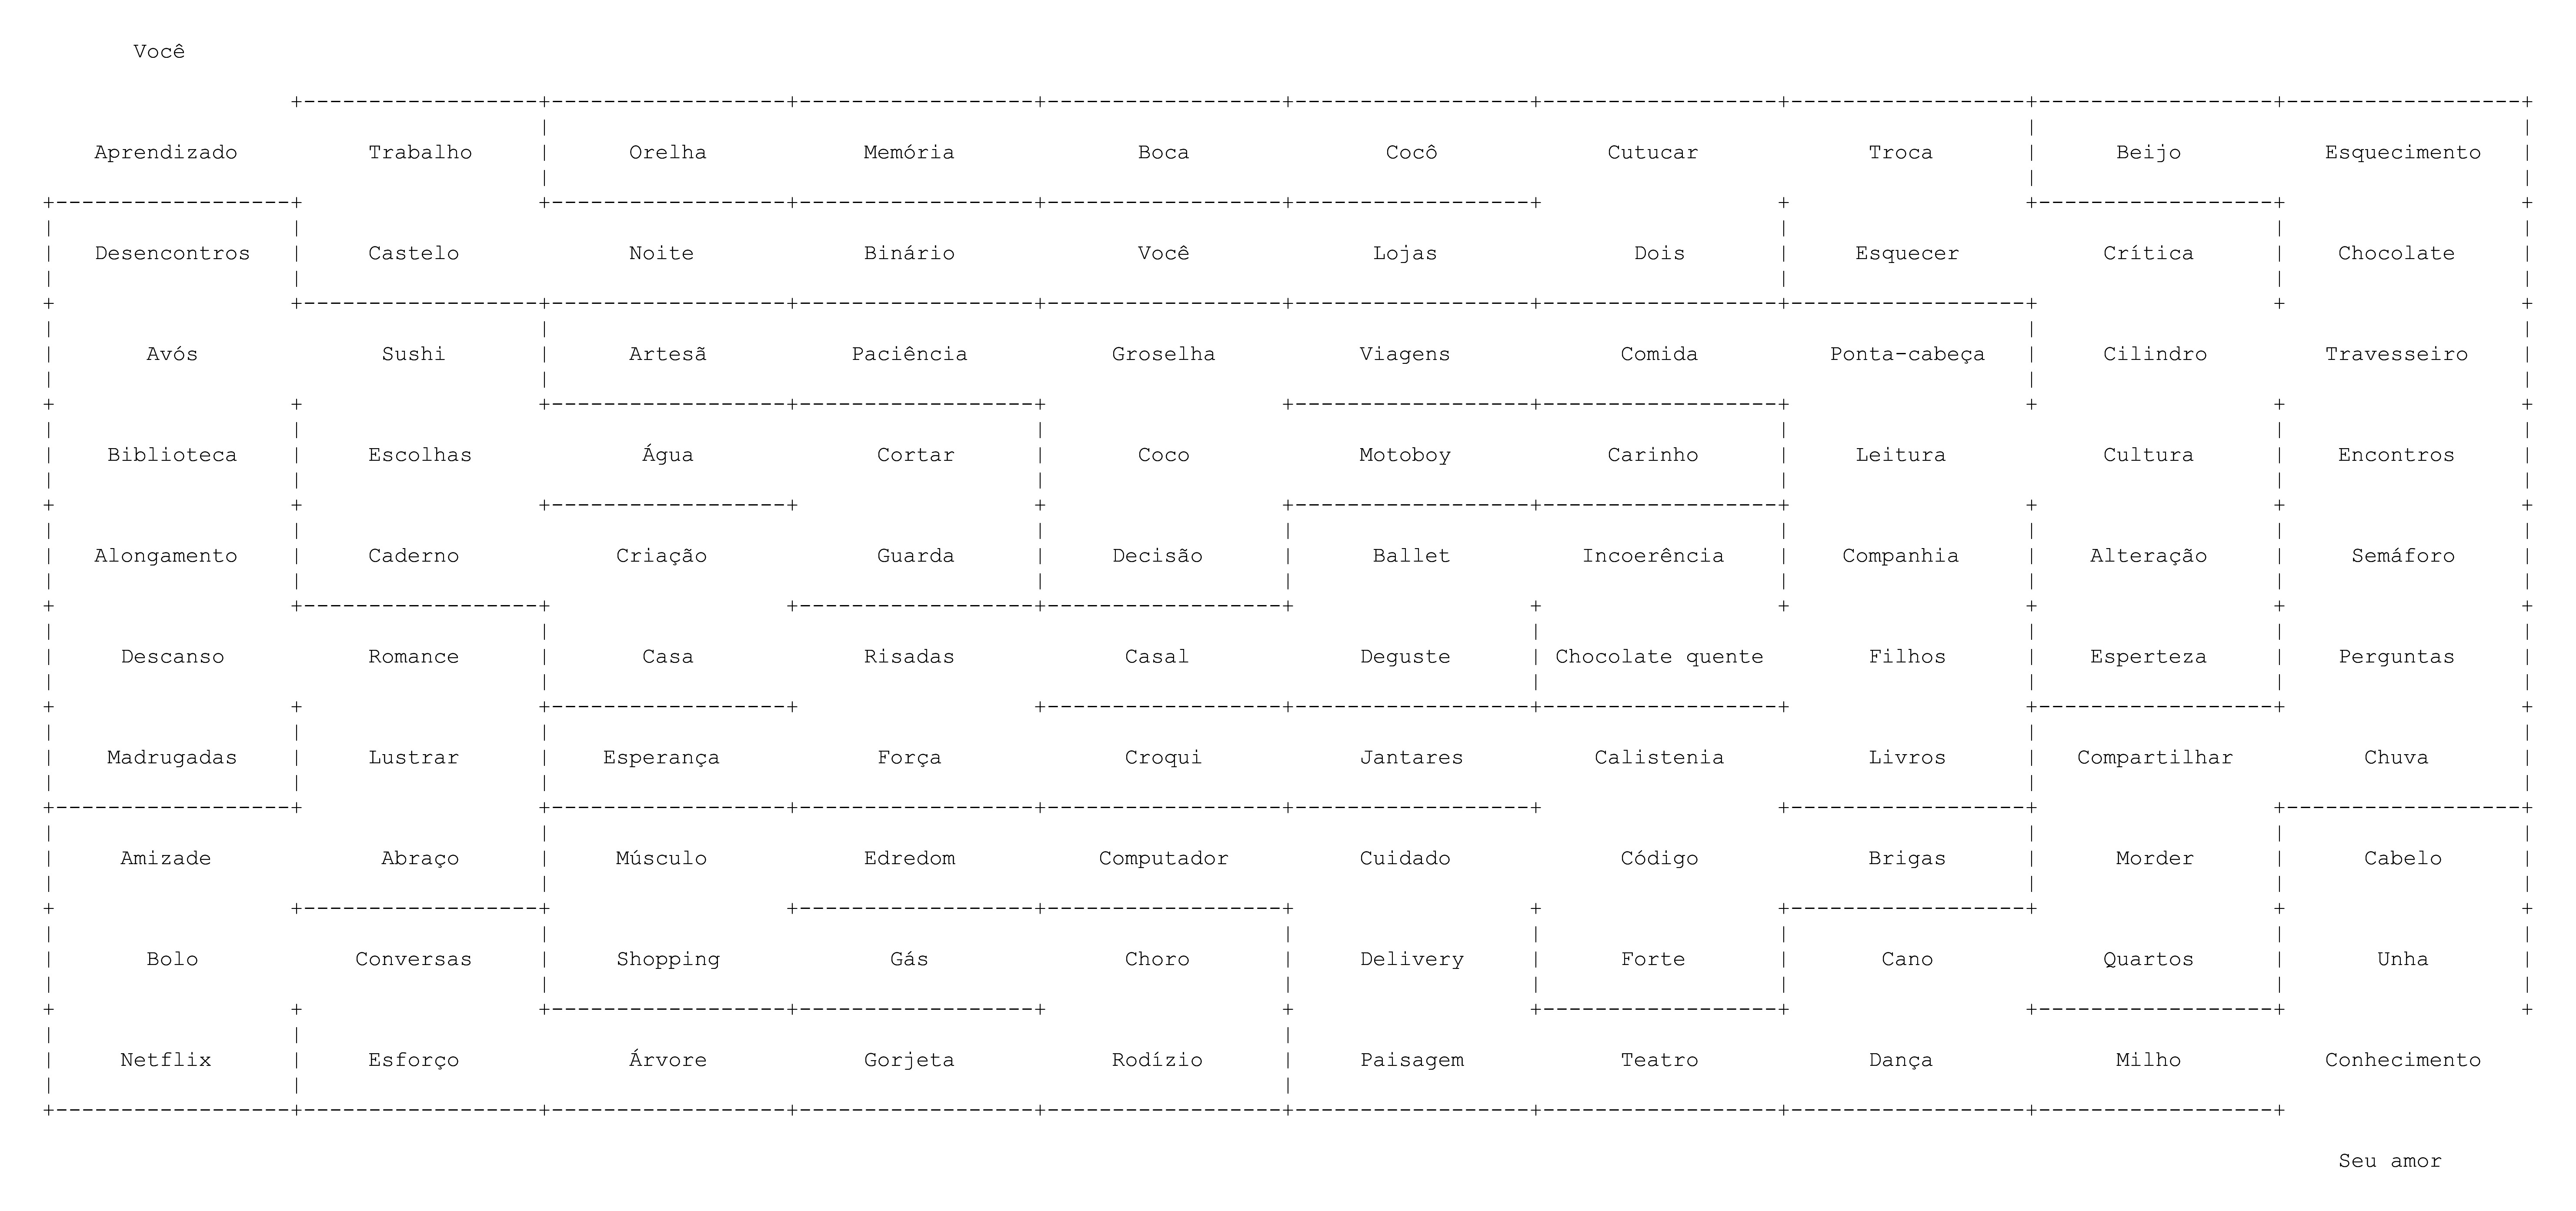 Você
Aprendizado Trabalho Orelha Memória Boca Cocô Cutucar Troca Beijo Esquecimento
Desencontros Castelo Noite Binário Você Lojas Dois Esquecer Crítica Chocolate
Avós Sushi Artesã Paciência Groselha Viagens Comida Ponta-cabeça Cilindro Travesseiro
Biblioteca Escolhas Água Cortar Coco Motoboy Carinho Leitura Cultura Encontros
Alongamento Caderno Criação Guarda Decisão Ballet Incoerência Companhia Alteração Semáforo
Descanso Romance Casa Risadas Casal Deguste Chocolate quente Filhos Esperteza Perguntas
Madrugadas Lustrar Esperança Força Croqui Jantares Calistenia Livros Compartilhar Chuva
Amizade Abraço Músculo Edredom Computador Cuidado Código Brigas Morder Cabelo
Bolo Conversas Shopping Gás Choro Delivery Forte Cano Quartos Unha
Netflix Esforço Árvore Gorjeta Rodízio Paisagem Teatro Dança Milho Conhecimento
Seu amor